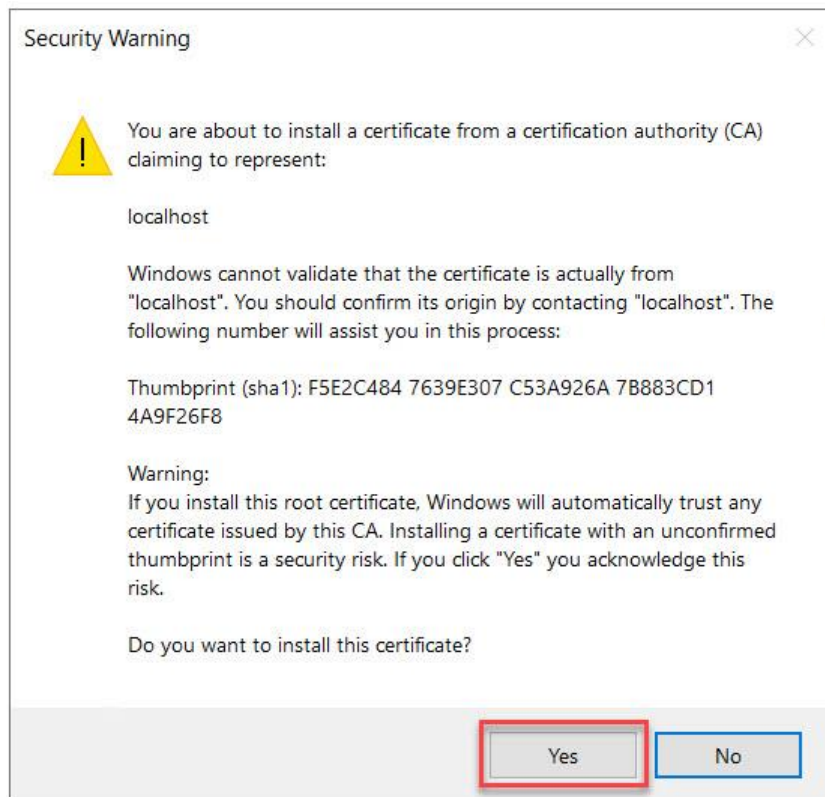 Security Warning
!
You are about to install a certificate from a certification authority (CA)
claiming to represent:
localhost
Windows cannot validate that the certificate is actually from
"localhost". You should confirm its origin by contacting "localhost". The
following number will assist you in this process:
Thumbprint (sha1): F5E2C484 7639E307 C53A926A 7B883CD1
4A9F26F8
Warning:
If you install this root certificate, Windows will automatically trust any
certificate issued by this CA. Installing a certificate with an unconfirmed
thumbprint is a security risk. If you click "Yes" you acknowledge this
risk.
Do you want to install this certificate?
Yes No